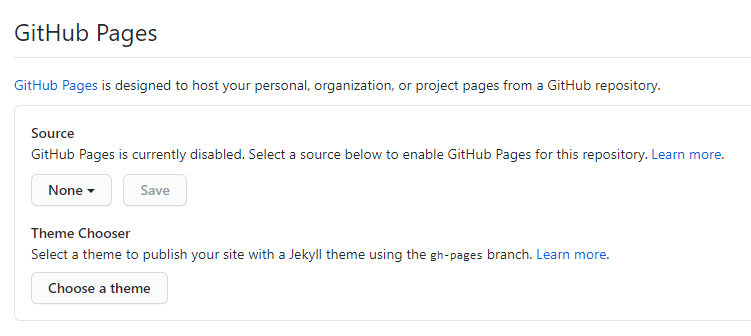 GitHub Pages
GitHub Pages is designed to host your personal, organization, or project pages from a GitHub repository.
Source
GitHub Pages is currently disabled. Select a source below to enable GitHub Pages for this repository. Learn more.
None Save
Theme Chooser
Select a theme to publish your site with a Jekyll theme using the gh-pages branch. Learn more.
Choose a theme